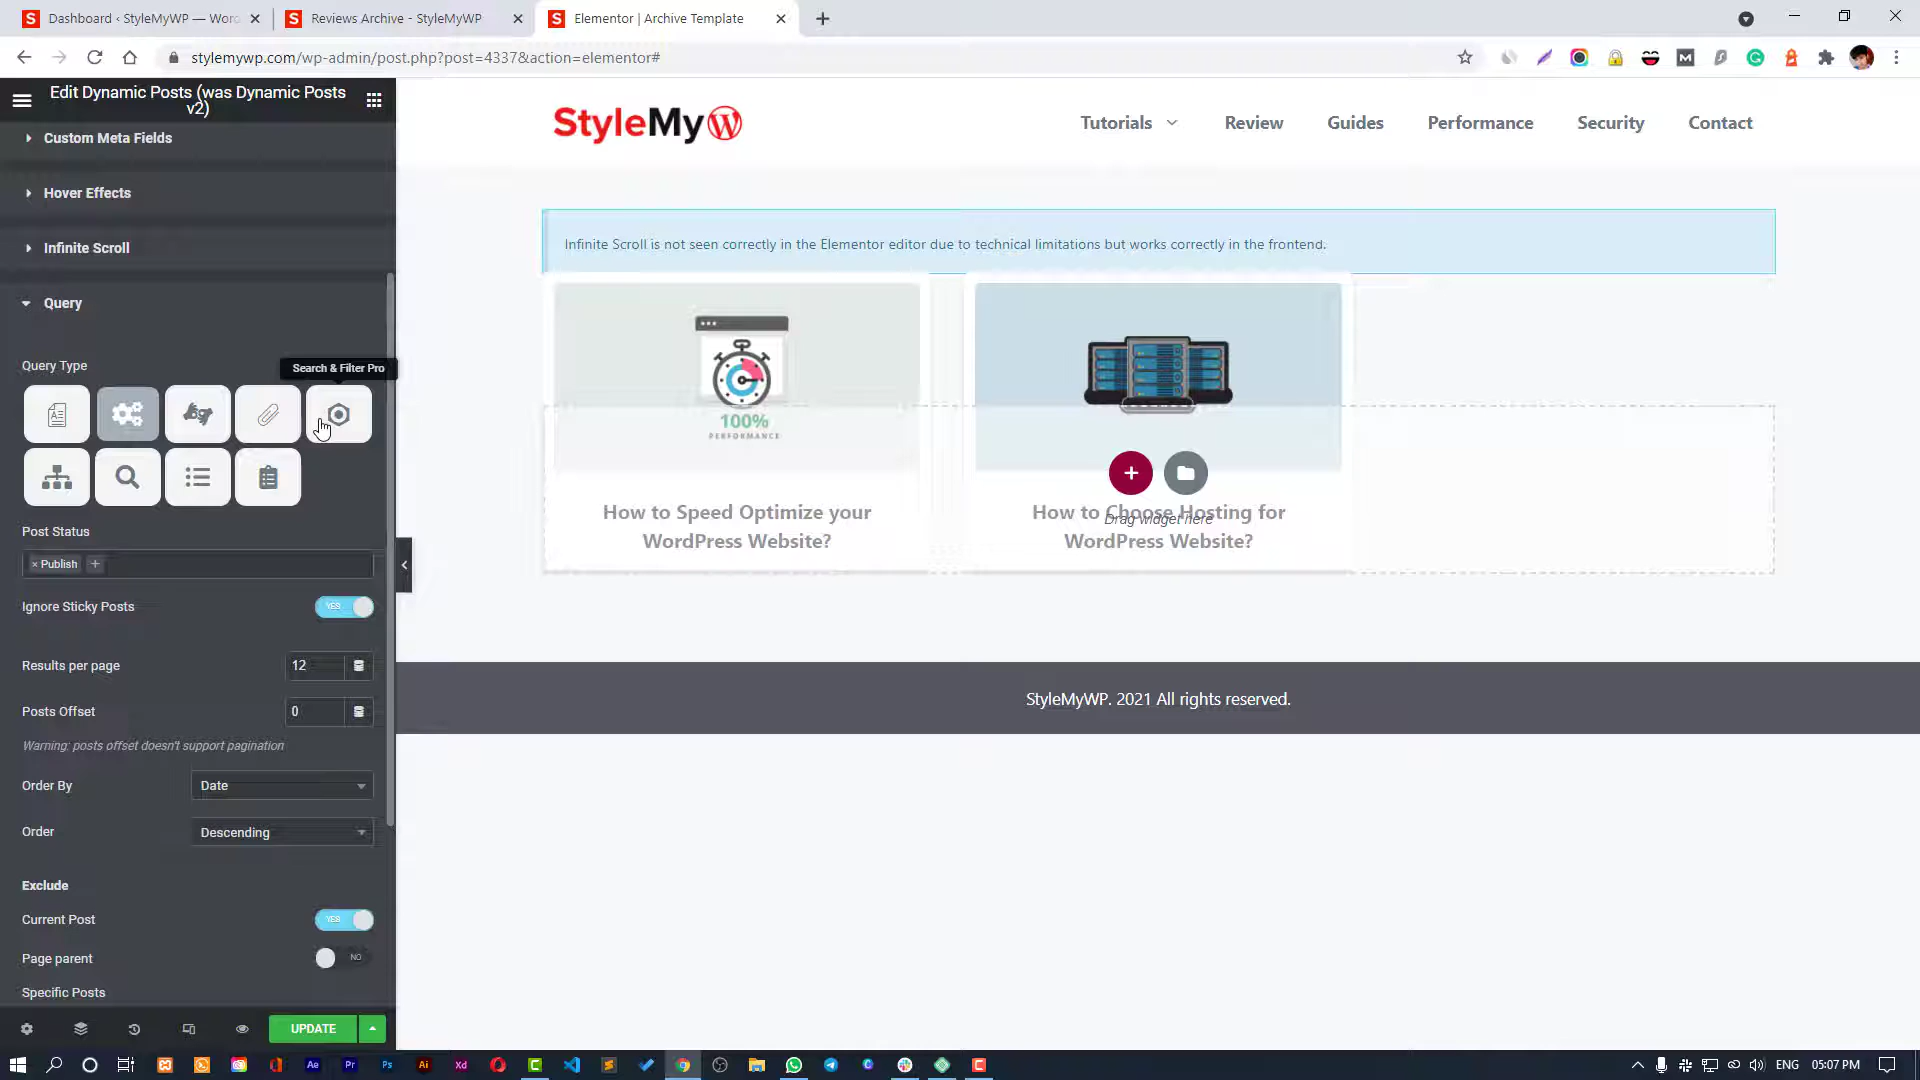 Dashboard ‹ StyleMyWP — Wor
Reviews Archive - StyleMyWP
Elementor | Archive Template
stylemywp.com/wp-admin/post.php?post=4337&action=elementor#
Edit Dynamic Posts (was Dynamic Posts
v2)
Custom Meta Fields
Hover Effects
Infinite Scroll
Query
Query Type
Search & Filter Pro
Post Status
× Publish +
Ignore Sticky Posts
YES
Results per page
12
Posts Offset
0
Warning: posts offset doesn't support pagination
Order By
Date
Order
Descending
Exclude
Current Post
YES
Page parent
NO
Specific Posts
UPDATE
StyleMyW
Tutorials
Review
Guides
Performance
Security
Contact
Infinite Scroll is not seen correctly in the Elementor editor due to technical limitations but works correctly in the frontend.
100%
PERFORMANCE
How to Speed Optimize your
WordPress Website?
How to Choose Hosting for
WordPress Website?
Drag widget here
StyleMyWP. 2021 All rights reserved.
Ae
Pr
Ps
Ai
Xd
ENG
05:07 PM